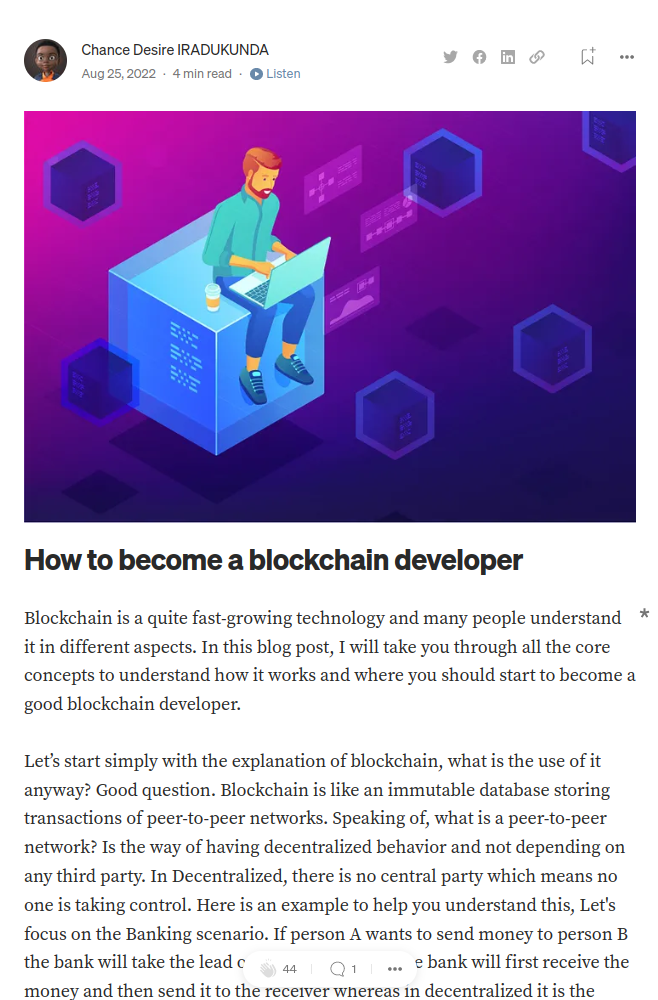 Chance Desire IRADUKUNDA
Aug 25, 2022 · 4 min read · Listen
How to become a blockchain developer
Blockchain is a quite fast-growing technology and many people understand *
it in different aspects. In this blog post, I will take you through all the core
concepts to understand how it works and where you should start to become a
good blockchain developer.
Let’s start simply with the explanation of blockchain, what is the use of it
anyway? Good question. Blockchain is like an immutable database storing
transactions of peer-to-peer networks. Speaking of, what is a peer-to-peer
network? Is the way of having decentralized behavior and not depending on
any third party. In Decentralized, there is no central party which means no
one is taking control. Here is an example to help you understand this, Let's
focus on the Banking scenario. If person A wants to send money to person B
the bank will take the lead bank will first receive the
44 1
money and then send it to the receiver whereas in decentralized it is the